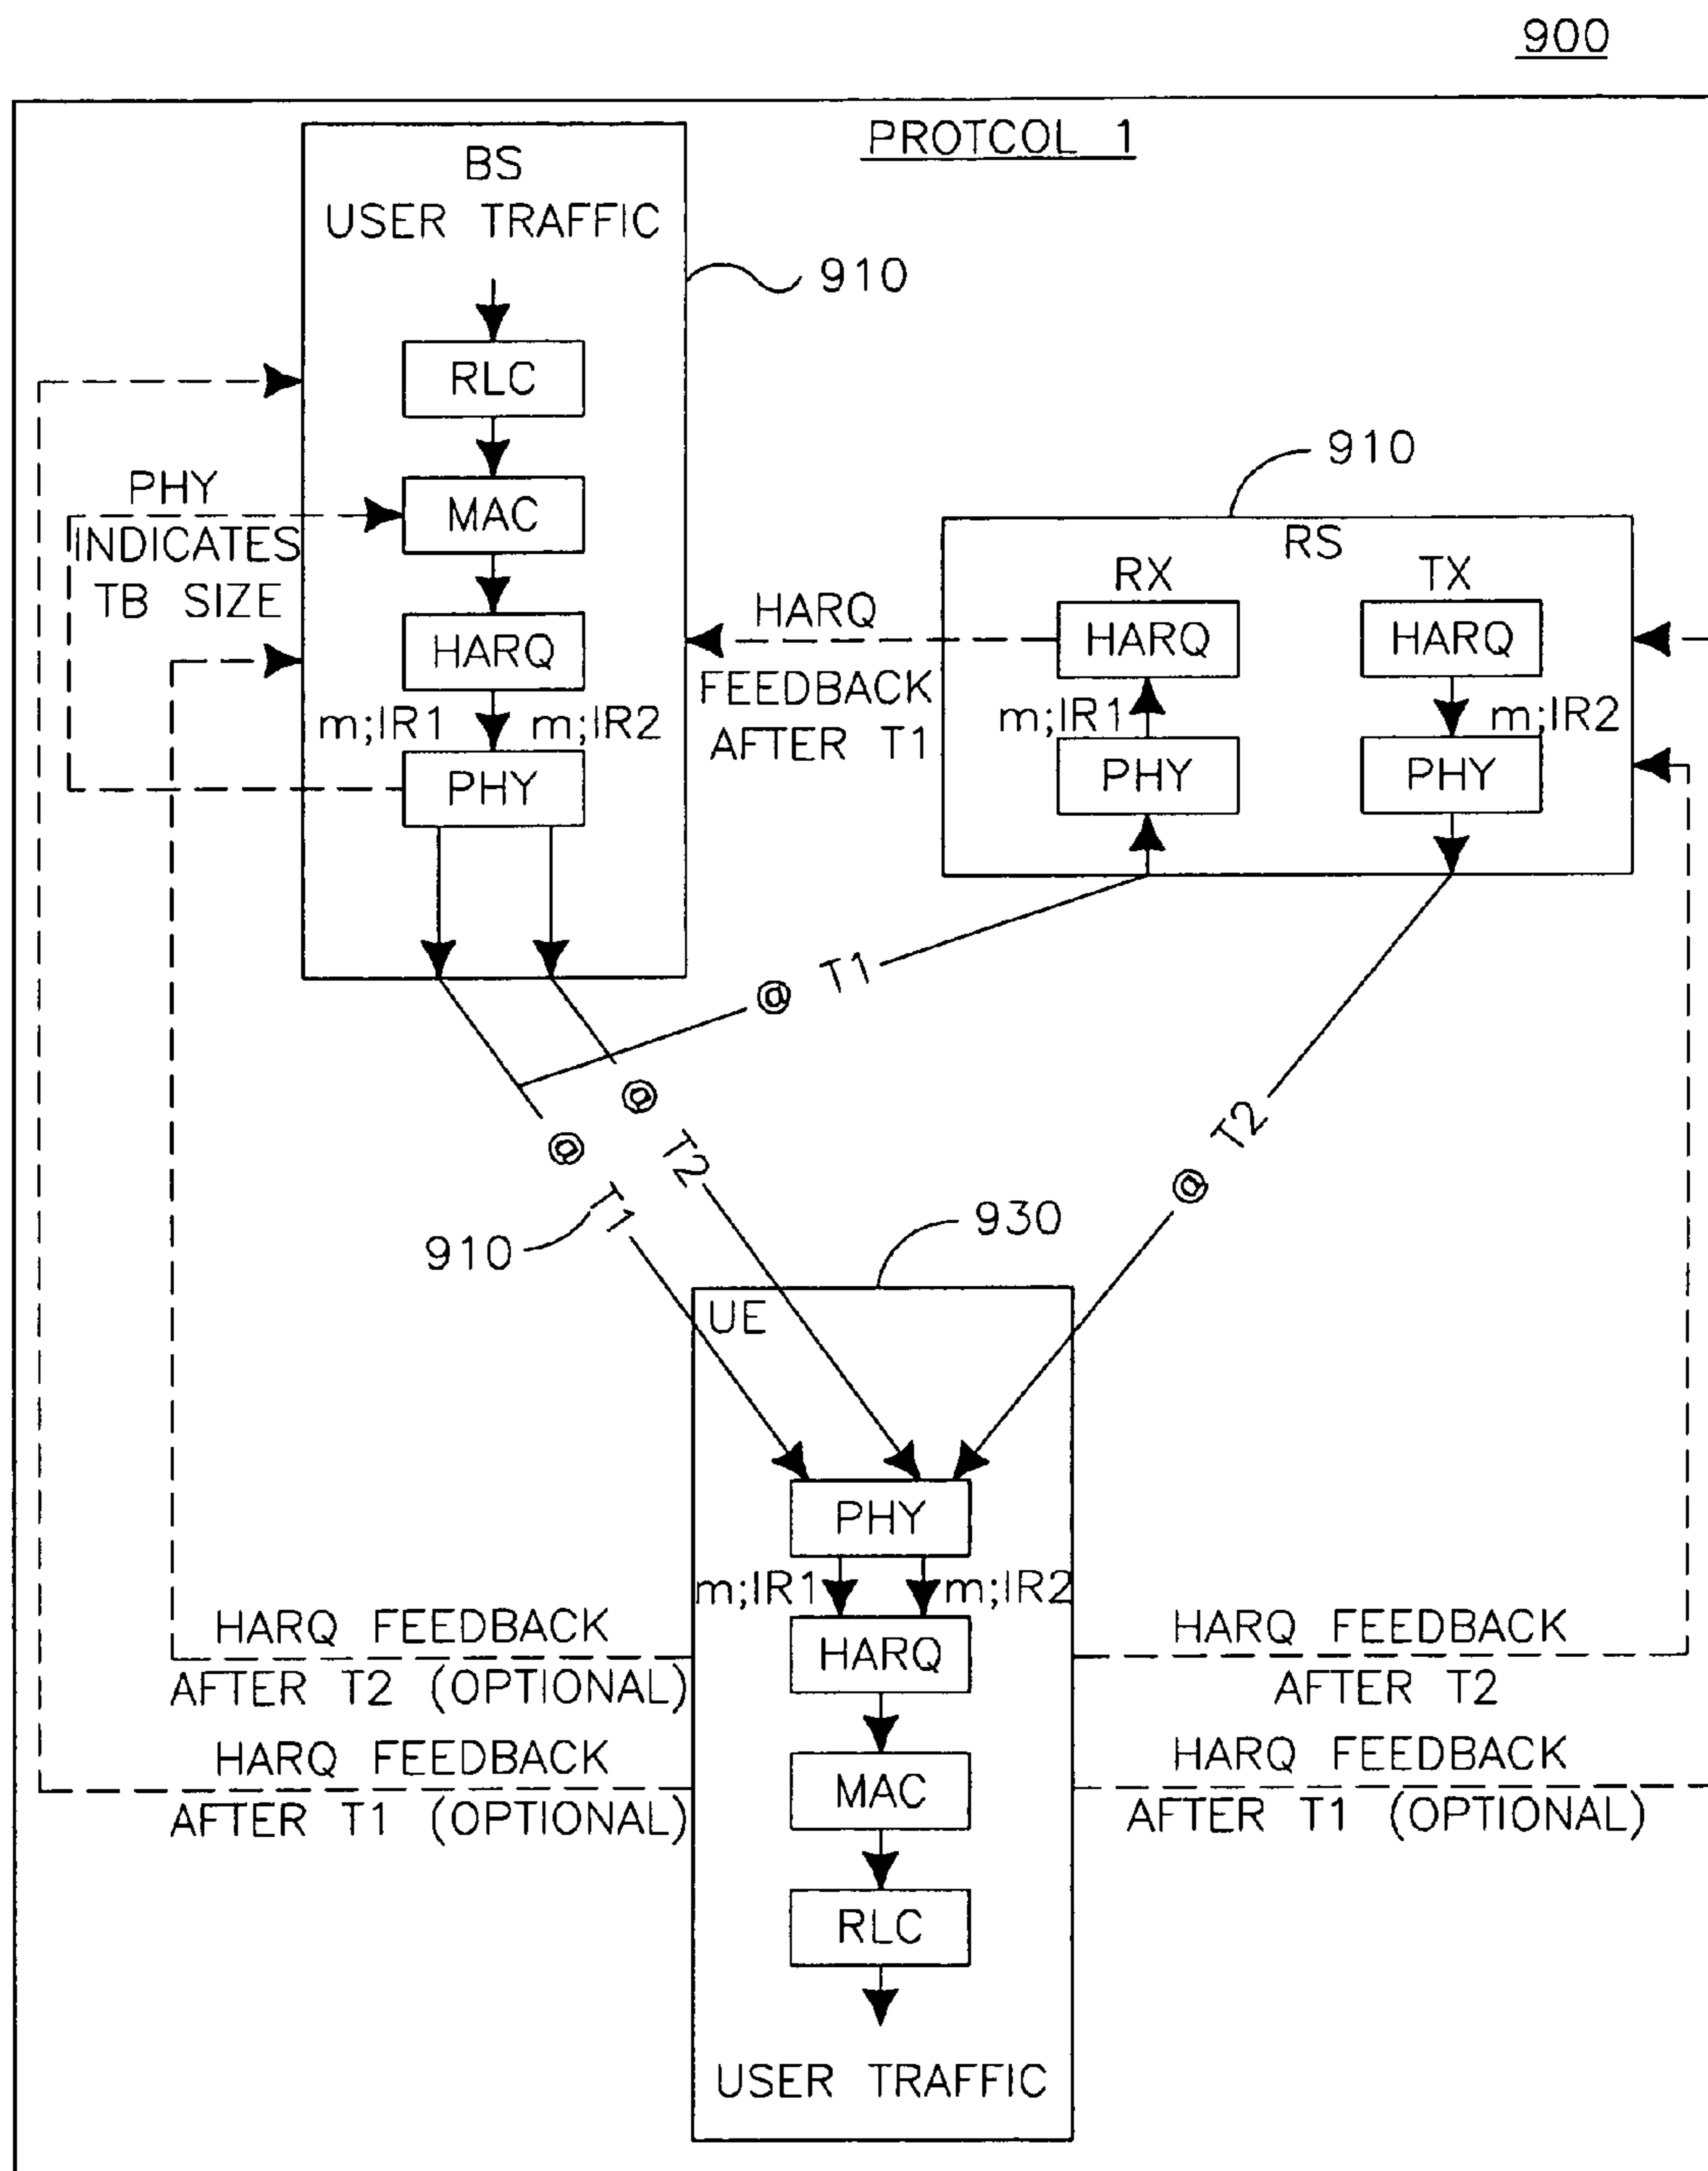 900
PROTCOL 1
BS
USER TRAFFIC
910
RLC
MAC
HARQ
m;IR1
m;IR2
PHY
PHY
INDICATES
TB SIZE
HARQ
FEEDBACK
AFTER T1
910
RS
RX
TX
HARQ
HARQ
m;IR1
m;IR2
PHY
PHY
@ T1
@ T2
@ T1
910
@ T2
930
UE
PHY
m;IR1
m;IR2
HARQ
MAC
RLC
USER TRAFFIC
HARQ FEEDBACK
AFTER T2 (OPTIONAL)
HARQ FEEDBACK
AFTER T1 (OPTIONAL)
HARQ FEEDBACK
AFTER T2
HARQ FEEDBACK
AFTER T1 (OPTIONAL)